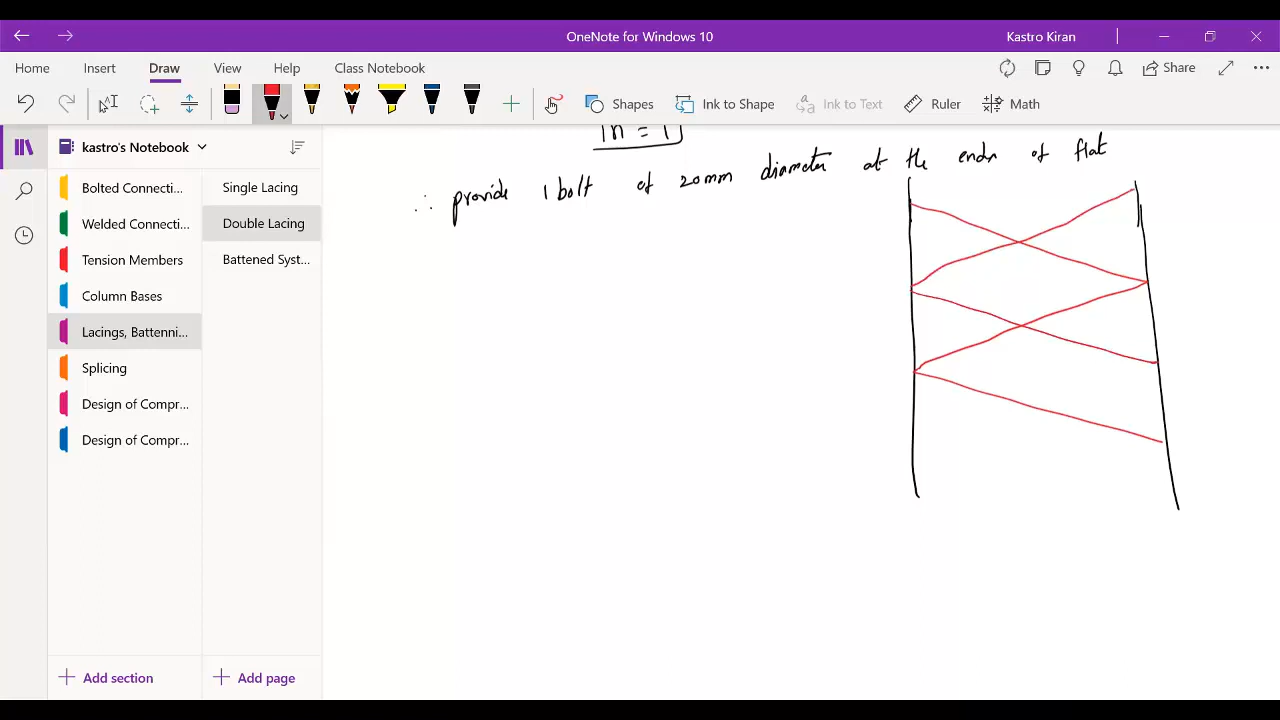 OneNote for Windows 10
Kastro Kiran
Home Insert Draw View Help Class Notebook
Share
Shapes Ink to Shape Ink to Text Ruler Math
kastro's Notebook
Bolted Connecti...
Welded Connecti...
Tension Members
Column Bases
Lacings, Battenni...
Splicing
Design of Compr...
Design of Compr...
Add section
Single Lacing
Double Lacing
Battened Syst...
Add page
n = 1
∴ provide 1 bolt of 20mm diameter at the ends of flat